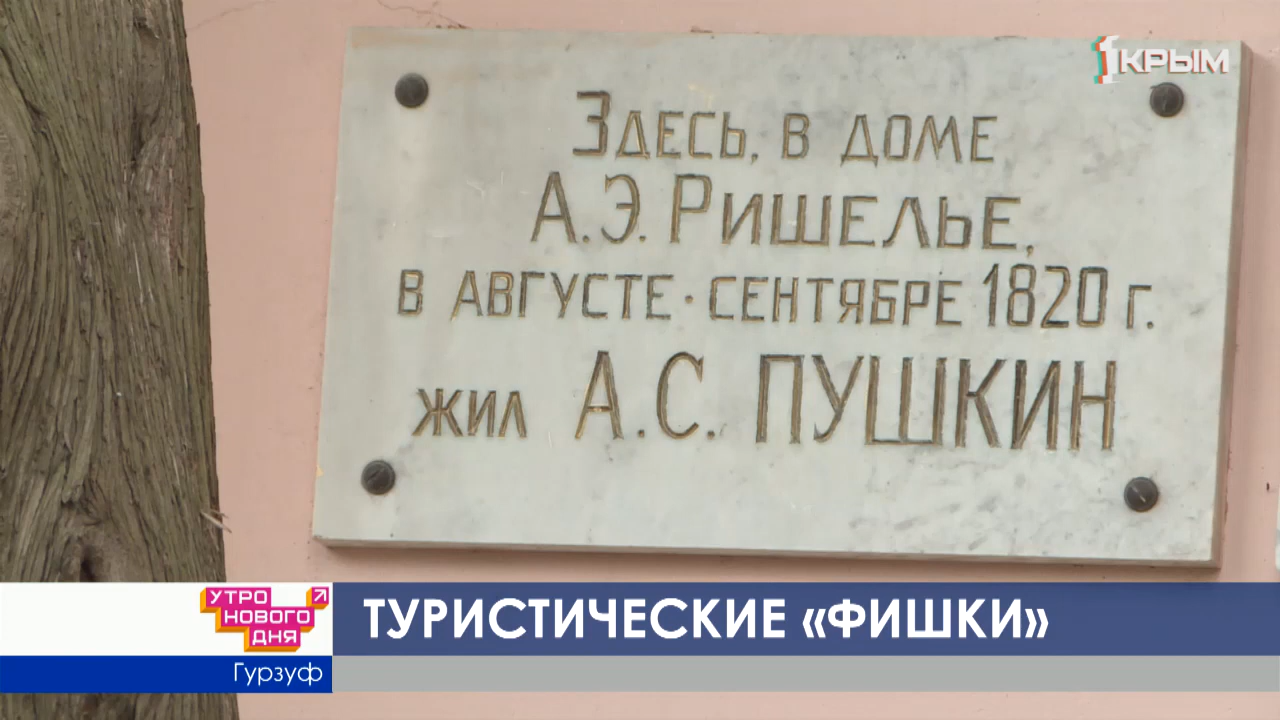 1КРЫМ
Здесь, в доме
А.Э. Ришелье,
в августе - сентябре 1820 г.
жил А.С. ПУШКИН
УТРО
НОВОГО
ДНЯ
ТУРИСТИЧЕСКИЕ «ФИШКИ»
Гурзуф